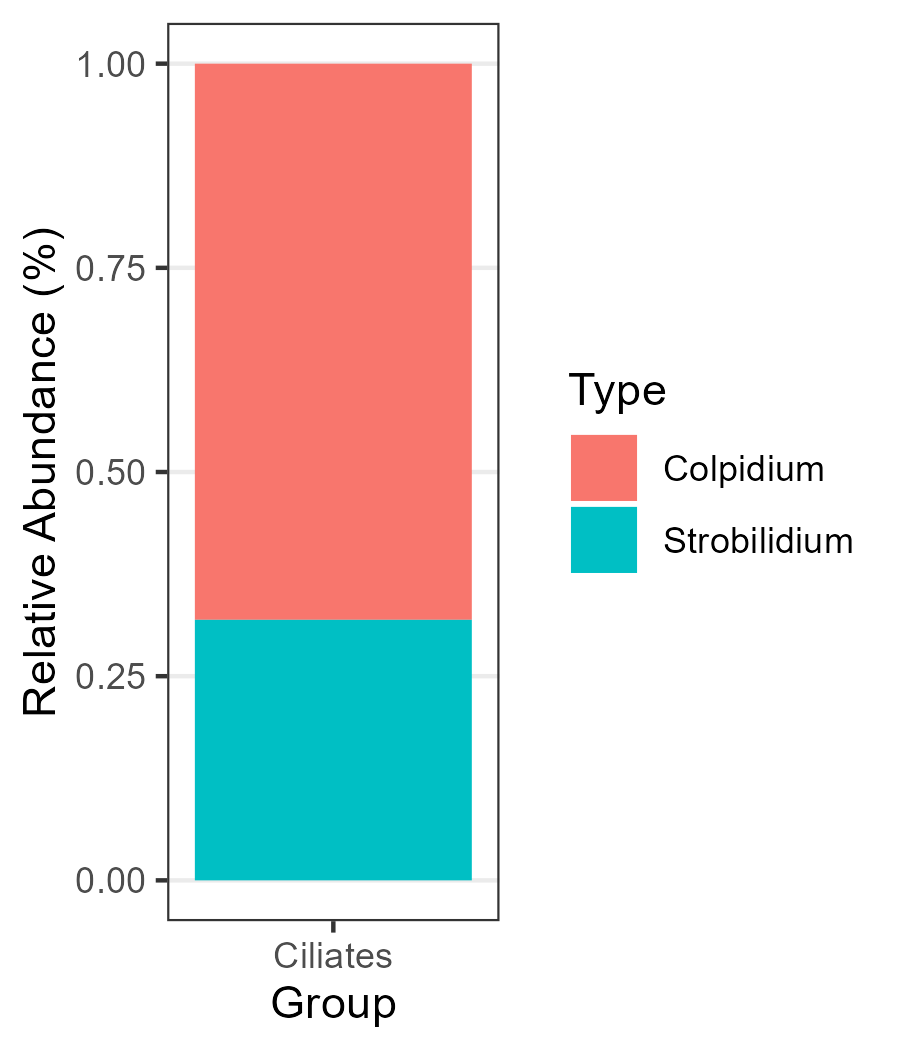 Relative Abundance (%)
1.00
0.75
0.50
0.25
0.00
Ciliates
Group
Type
Colpidium
Strobilidium